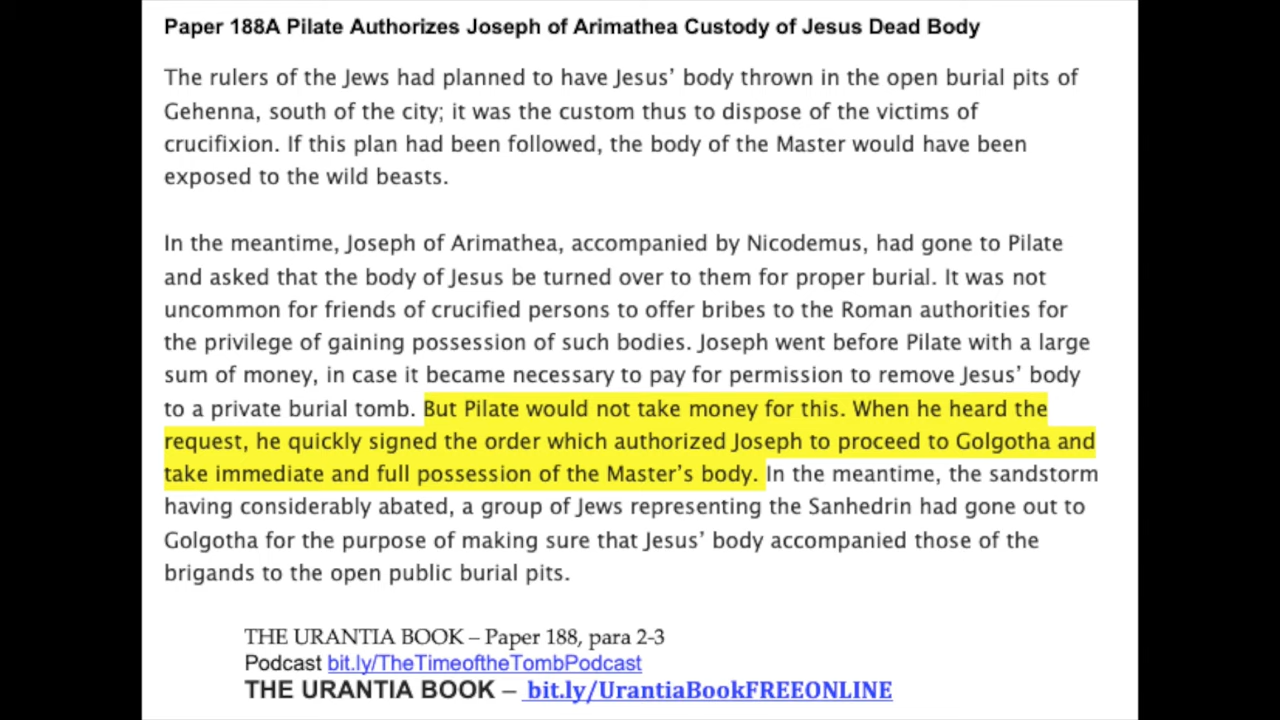 Paper 188A Pilate Authorizes Joseph of Arimathea Custody of Jesus Dead Body
The rulers of the Jews had planned to have Jesus’ body thrown in the open burial pits of
Gehenna, south of the city; it was the custom thus to dispose of the victims of
crucifixion. If this plan had been followed, the body of the Master would have been
exposed to the wild beasts.
In the meantime, Joseph of Arimathea, accompanied by Nicodemus, had gone to Pilate
and asked that the body of Jesus be turned over to them for proper burial. It was not
uncommon for friends of crucified persons to offer bribes to the Roman authorities for
the privilege of gaining possession of such bodies. Joseph went before Pilate with a large
sum of money, in case it became necessary to pay for permission to remove Jesus’ body
to a private burial tomb. But Pilate would not take money for this. When he heard the
request, he quickly signed the order which authorized Joseph to proceed to Golgotha and
take immediate and full possession of the Master’s body. In the meantime, the sandstorm
having considerably abated, a group of Jews representing the Sanhedrin had gone out to
Golgotha for the purpose of making sure that Jesus’ body accompanied those of the
brigands to the open public burial pits.
THE URANTIA BOOK – Paper 188, para 2-3
Podcast bit.ly/TheTimeoftheTombPodcast
THE URANTIA BOOK – bit.ly/UrantiaBookFREEONLINE